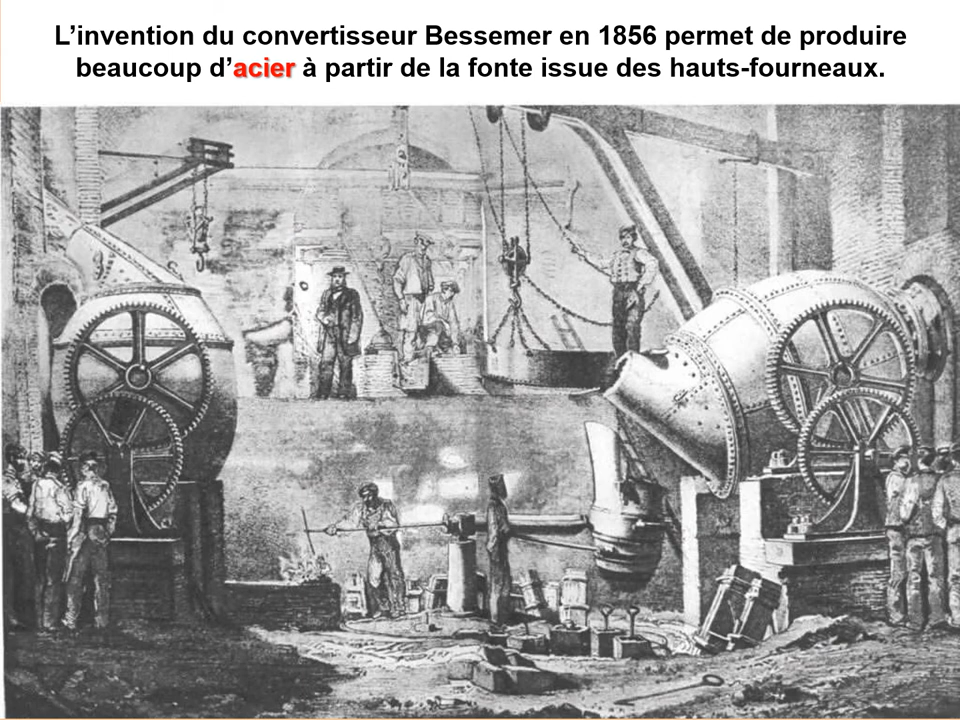 L’invention du convertisseur Bessemer en 1856 permet de produire
beaucoup d’acier à partir de la fonte issue des hauts-fourneaux.